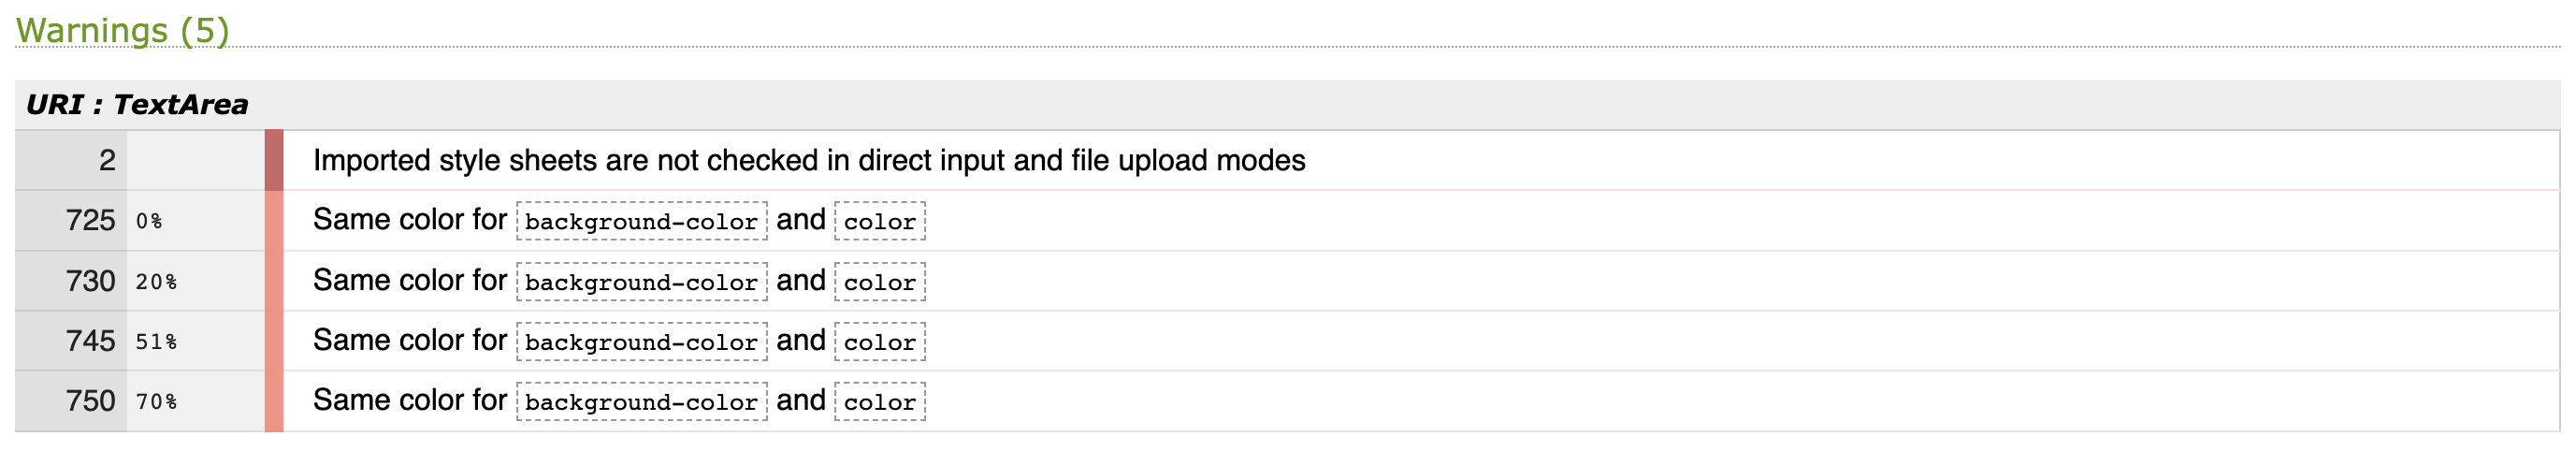 Warnings (5)
URI : TextArea
2 Imported style sheets are not checked in direct input and file upload modes
725 0% Same color for background-color and color
730 20% Same color for background-color and color
745 51% Same color for background-color and color
750 70% Same color for background-color and color